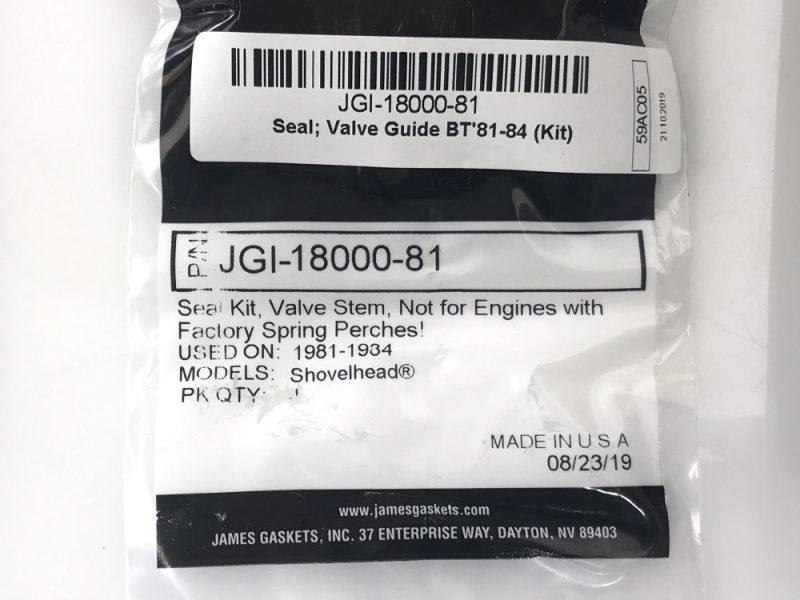 JGI-18000-81
Seal; Valve Guide BT'81-84 (Kit)
59AC05
21.10.2019
P/N JGI-18000-81
Seal Kit, Valve Stem, Not for Engines with
Factory Spring Perches!
USED ON: 1981-1934
MODELS: Shovelhead®
PK QTY:
MADE IN U S A
08/23/19
www.jamesgaskets.com
JAMES GASKETS, INC. 37 ENTERPRISE WAY, DAYTON, NV 89403